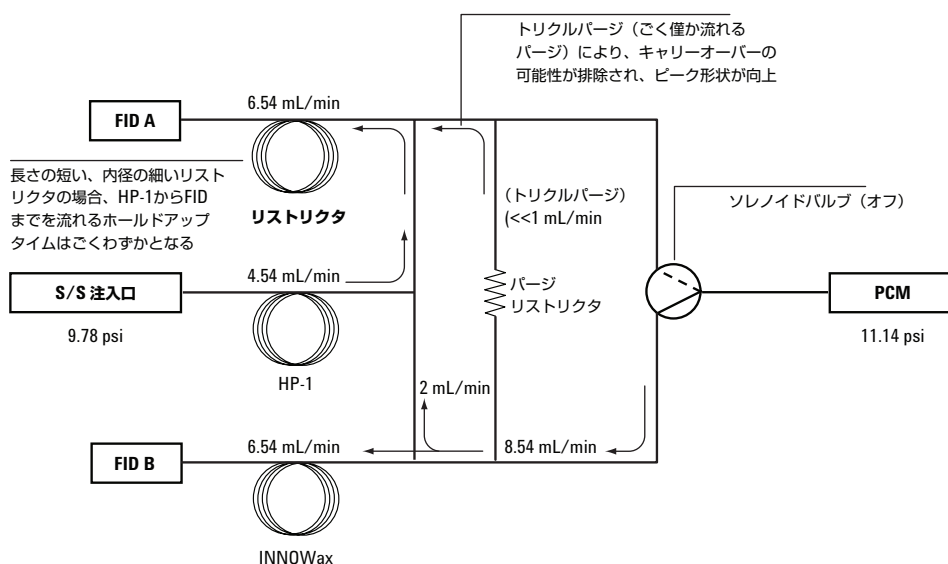 トリクルパージ（ごく僅か流れる
パージ）により、キャリーオーバーの
可能性が排除され、ピーク形状が向上
6.54 mL/min
FID A
長さの短い、内径の細いリスト
リクタの場合、HP-1からFID
までを流れるホールドアップ
タイムはごくわずかとなる
リストリクタ
（トリクルパージ）
(<<1 mL/min
ソレノイドバルブ（オフ）
4.54 mL/min
S/S 注入口
9.78 psi
HP-1
パージ
リストリクタ
PCM
11.14 psi
2 mL/min
6.54 mL/min
8.54 mL/min
FID B
INNOWax